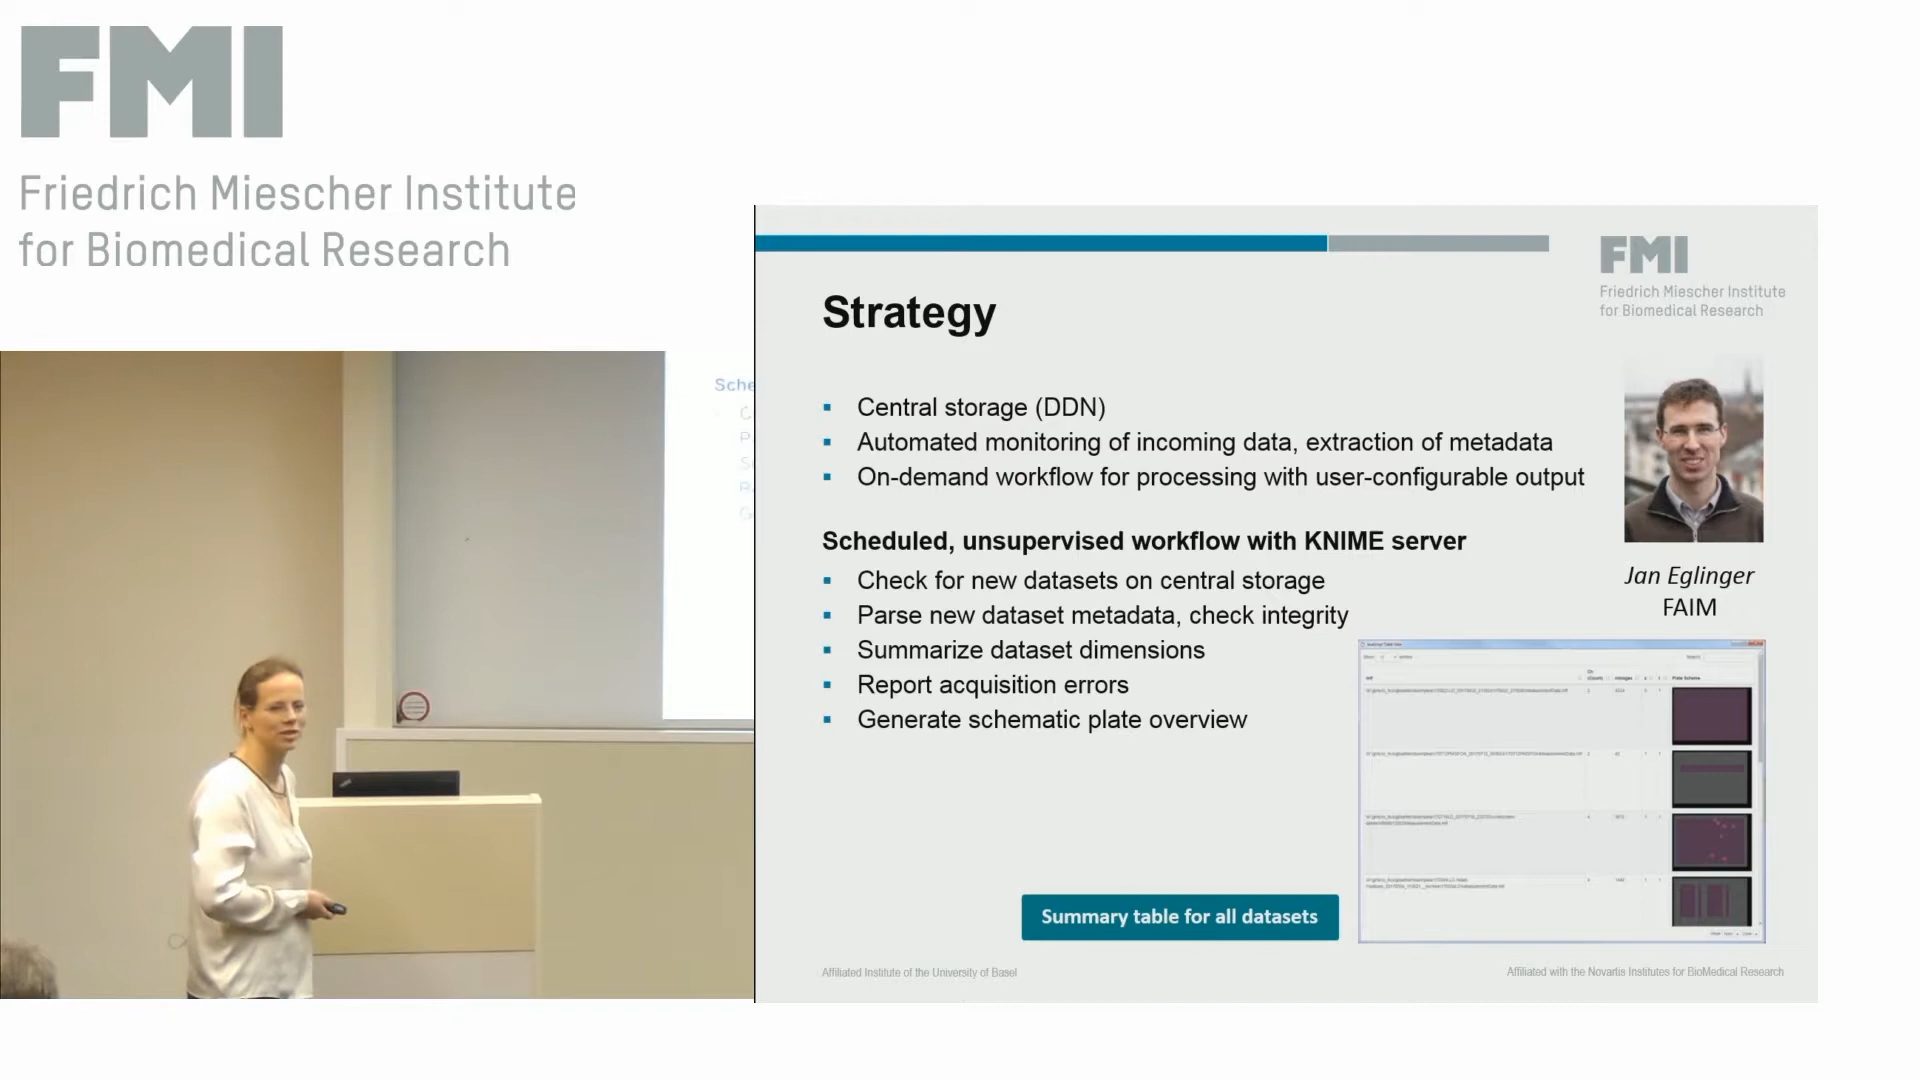 FMI
Friedrich Miescher Institute
for Biomedical Research
Sche
FMI
Friedrich Miescher Institute
for Biomedical Research
Strategy
▪ Central storage (DDN)
▪ Automated monitoring of incoming data, extraction of metadata
▪ On-demand workflow for processing with user-configurable output
Scheduled, unsupervised workflow with KNIME server
▪ Check for new datasets on central storage
▪ Parse new dataset metadata, check integrity
▪ Summarize dataset dimensions
▪ Report acquisition errors
▪ Generate schematic plate overview
Jan Eglinger
FAIM
Summary table for all datasets
Affiliated Institute of the University of Basel
Affiliated with the Novartis Institutes for BioMedical Research